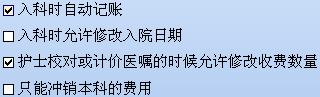 入科时自动记账
入科时允许修改入院日期
护士校对或计价医嘱的时候允许修改收费数量
只能冲销本科的费用